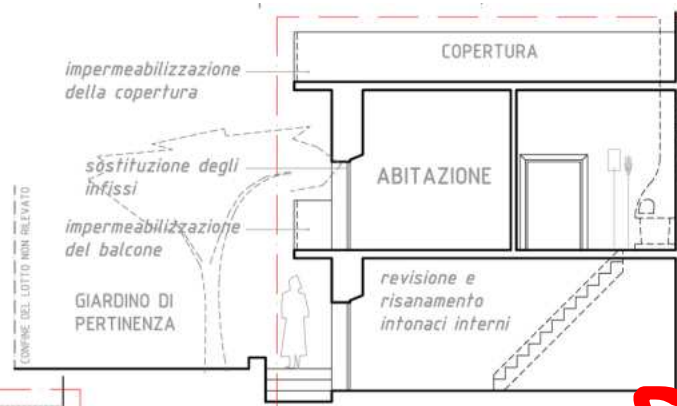 COPERTURA
impermeabilizzazione
della copertura
sostituzione degli
infissi
ABITAZIONE
impermeabilizzazione
del balcone
CONFINE DEL LOTTO NON RILEVATO
GIARDINO DI
PERTINENZA
revisione e
risanamento
intonaci interni